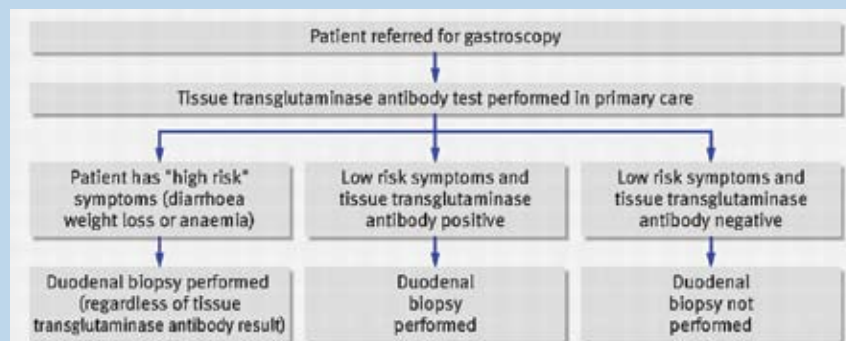 Patient referred for gastroscopy
Tissue transglutaminase antibody test performed in primary care
Patient has "high risk"
symptoms (diarrhoea
weight loss or anaemia)
Low risk symptoms and
tissue transglutaminase
antibody positive
Low risk symptoms and
tissue transglutaminase
antibody negative
Duodenal biopsy performed
(regardless of tissue
transglutaminase antibody result)
Duodenal
biopsy
performed
Duodenal
biopsy not
performed